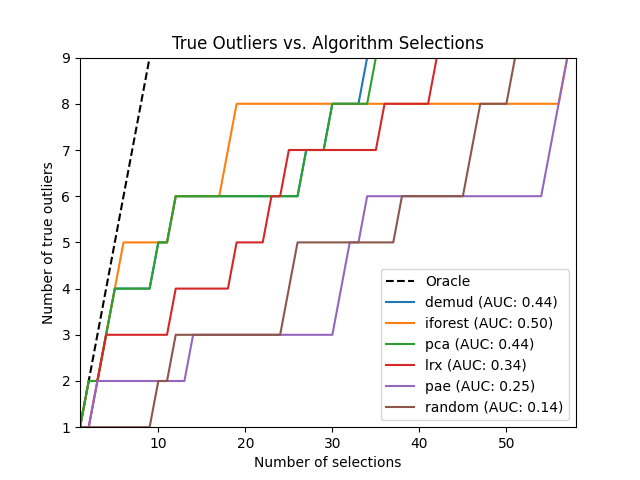 True Outliers vs. Algorithm Selections
Number of true outliers
9
8
7
6
5
4
3
2
1
10
20
30
40
50
Number of selections
Oracle
demud (AUC: 0.44)
iforest (AUC: 0.50)
pca (AUC: 0.44)
lrx (AUC: 0.34)
pae (AUC: 0.25)
random (AUC: 0.14)